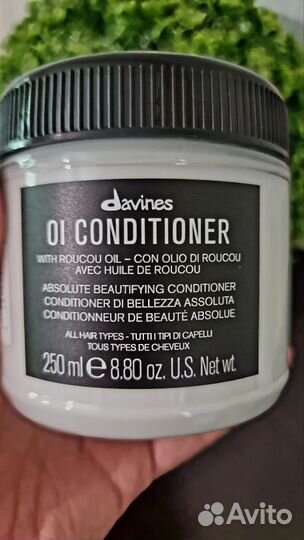 davines
OI CONDITIONER
WITH ROUCOU OIL – CON OLIO DI ROUCOU
AVEC HUILE DE ROUCOU
ABSOLUTE BEAUTIFYING CONDITIONER
CONDITIONER DI BELLEZZA ASSOLUTA
CONDITIONNEUR DE BEAUTÉ ABSOLUE
ALL HAIR TYPES - TUTTI I TIPI DI CAPELLI
TOUS TYPES DE CHEVEUX
250 ml ℮ 8.80 oz. U.S. Net wt.
Avito